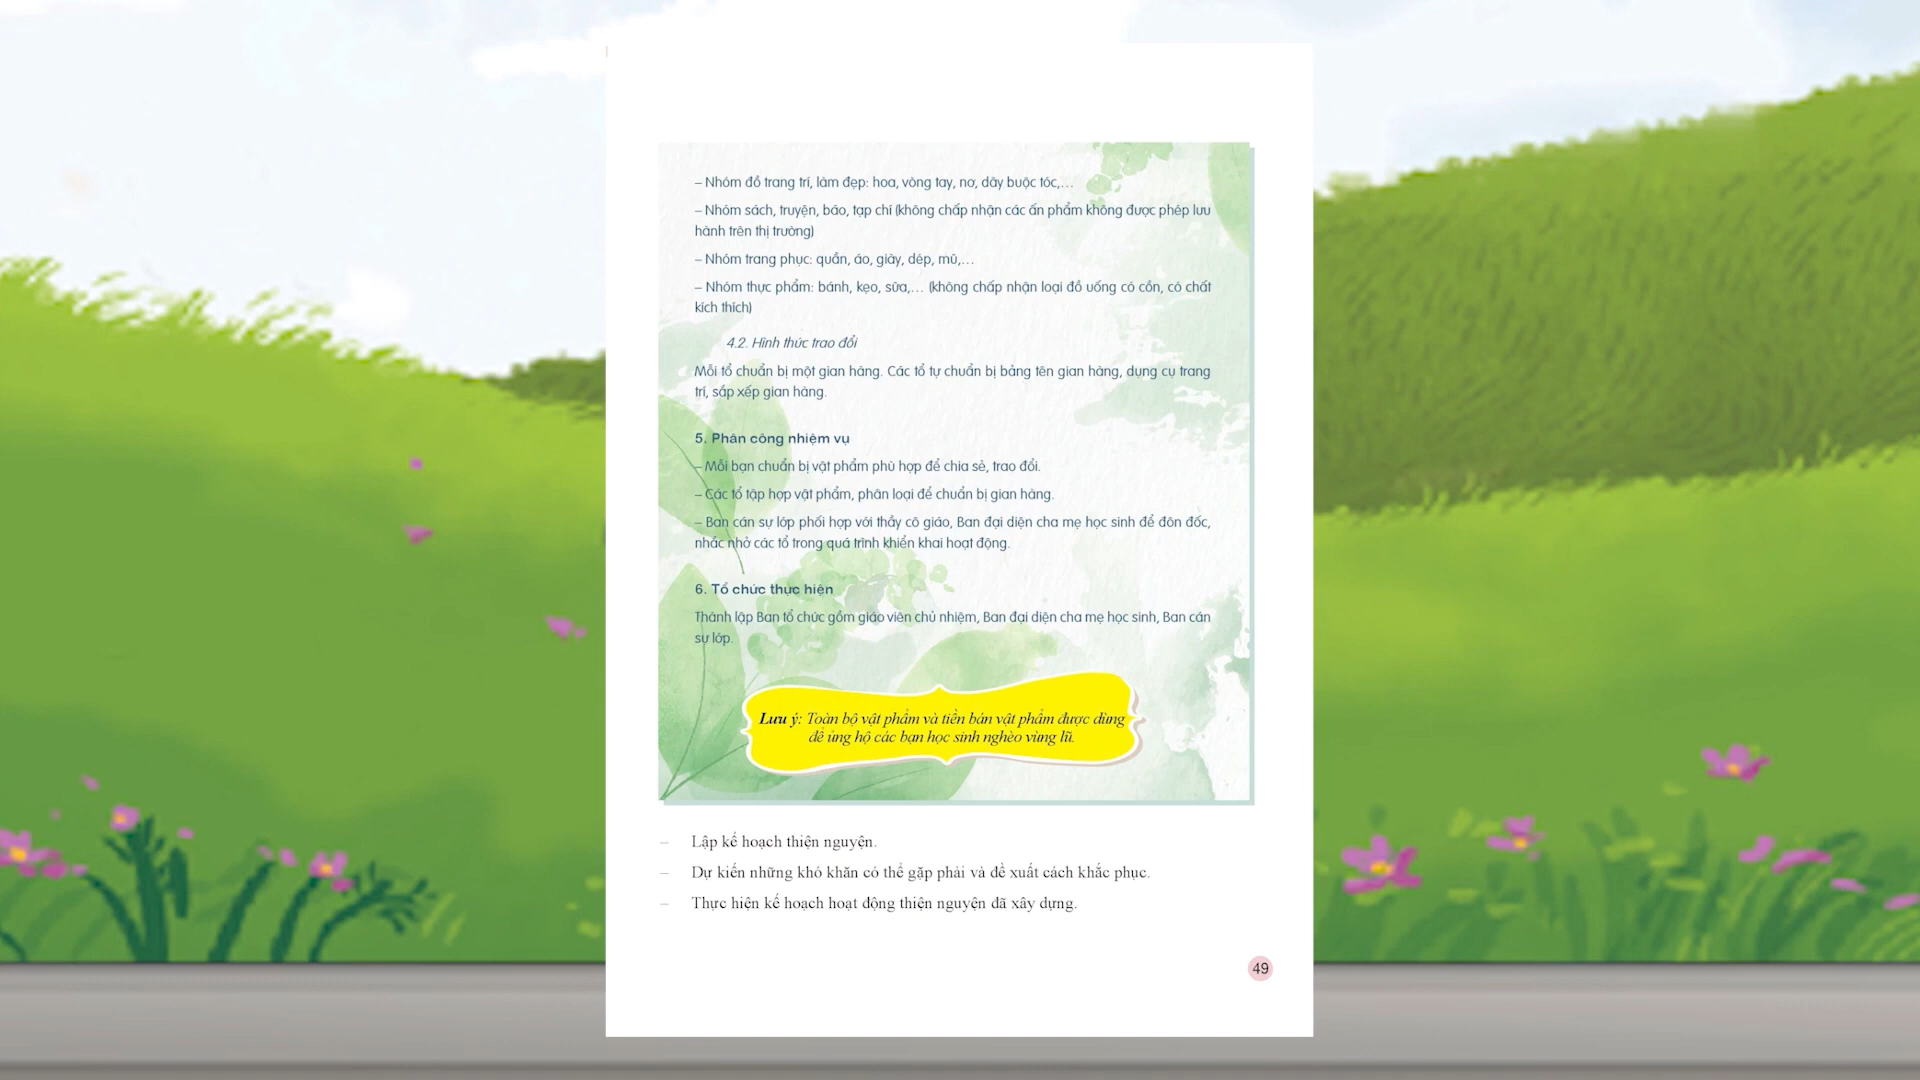 – Nhóm đồ trang trí, làm đẹp: hoa, vòng tay, nơ, dây buộc tóc,...
– Nhóm sách, truyện, báo, tạp chí (không chấp nhận các ấn phẩm không được phép lưu
hành trên thị trường)
– Nhóm trang phục: quần, áo, giày, dép, mũ,...
– Nhóm thực phẩm: bánh, kẹo, sữa,... (không chấp nhận loại đồ uống có cồn, có chất
kích thích)
4.2. Hình thức trao đổi
Mỗi tổ chuẩn bị một gian hàng. Các tổ tự chuẩn bị bảng tên gian hàng, dụng cụ trang
trí, sắp xếp gian hàng.
5. Phân công nhiệm vụ
– Mỗi bạn chuẩn bị vật phẩm phù hợp để chia sẻ, trao đổi.
– Các tổ tập hợp vật phẩm, phân loại để chuẩn bị gian hàng.
– Ban cán sự lớp phối hợp với thầy cô giáo, Ban đại diện cha mẹ học sinh để đôn đốc,
nhắc nhở các tổ trong quá trình khiển khai hoạt động.
6. Tổ chức thực hiện
Thành lập Ban tổ chức gồm giáo viên chủ nhiệm, Ban đại diện cha mẹ học sinh, Ban cán
sự lớp.
Lưu ý: Toàn bộ vật phẩm và tiền bán vật phẩm được dùng
để ủng hộ các bạn học sinh nghèo vùng lũ.
– Lập kế hoạch thiện nguyện.
– Dự kiến những khó khăn có thể gặp phải và đề xuất cách khắc phục.
– Thực hiện kế hoạch hoạt động thiện nguyện đã xây dựng.
49